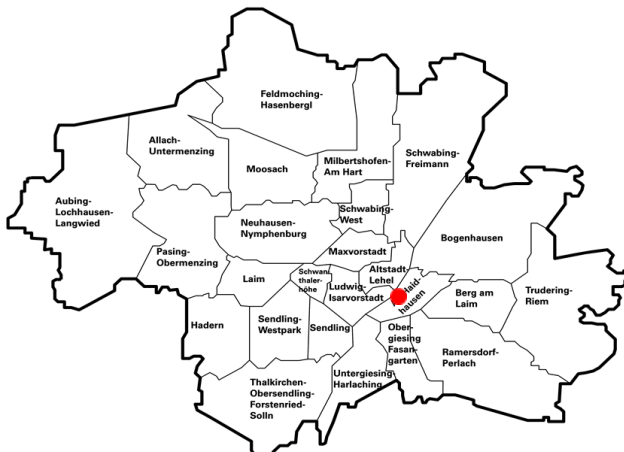 Feldmoching-
Hasenbergl
Allach-
Untermenzing
Moosach
Milbertshofen-
Am Hart
Schwabing-
Freimann
Aubing-
Lochhausen-
Langwied
Pasing-
Obermenzing
Neuhausen-
Nymphenburg
Schwabing-
West
Maxvorstadt
Bogenhausen
Laim
Schwan
thaler-
höhe
Ludwig-
Isarvorstadt
Altstadt-
Lehel
haid-
hausen
Berg am
Laim
Trudering-
Riem
Hadern
Sendling-
Westpark
Sendling
Ober-
giesing
Fasan-
garten
Ramersdorf-
Perlach
Untergiesing-
Harlaching
Thalkirchen-
Obersendling-
Forstenried-
Solln